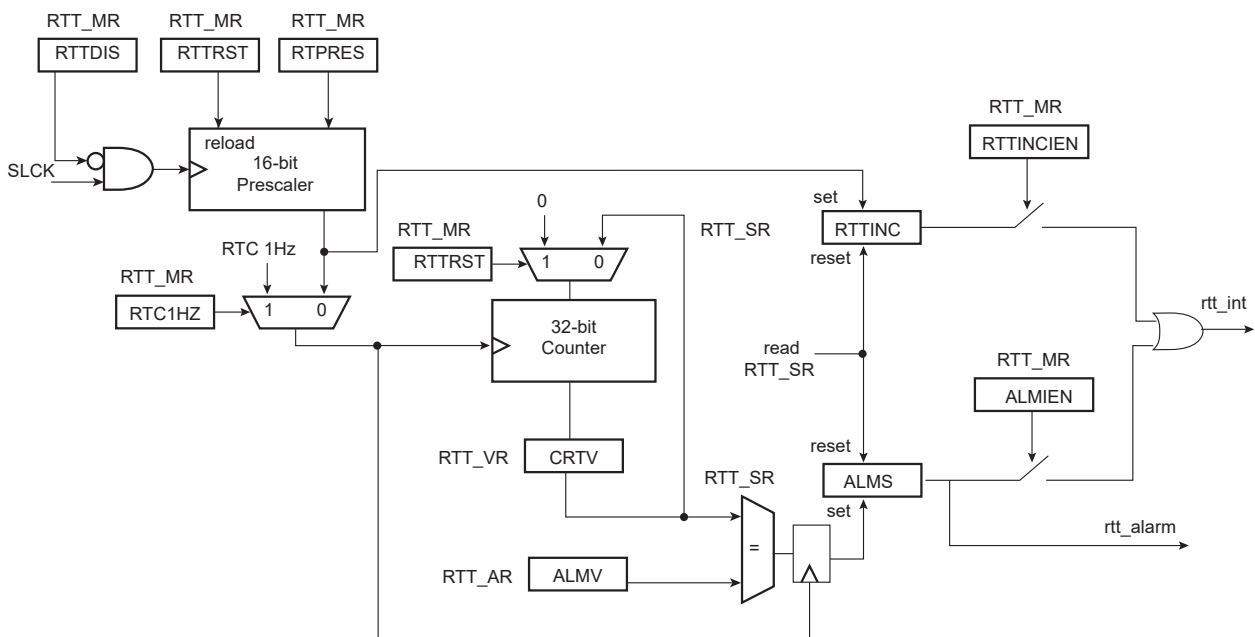 RTT_MR
RTT_MR
RTT_MR
RTTDIS
RTTRST
RTPRES
reload
16-bit
Prescaler
SLCK
RTT_MR
RTTINCIEN
0
set
RTT_MR
RTT_SR
RTTINC
RTC 1Hz
RTTRST
1
0
reset
RTT_MR
RTC1HZ
1
0
rtt_int
32-bit
Counter
read
RTT_SR
RTT_MR
ALMIEN
reset
RTT_VR
CRTV
RTT_SR
ALMS
set
rtt_alarm
=
RTT_AR
ALMV